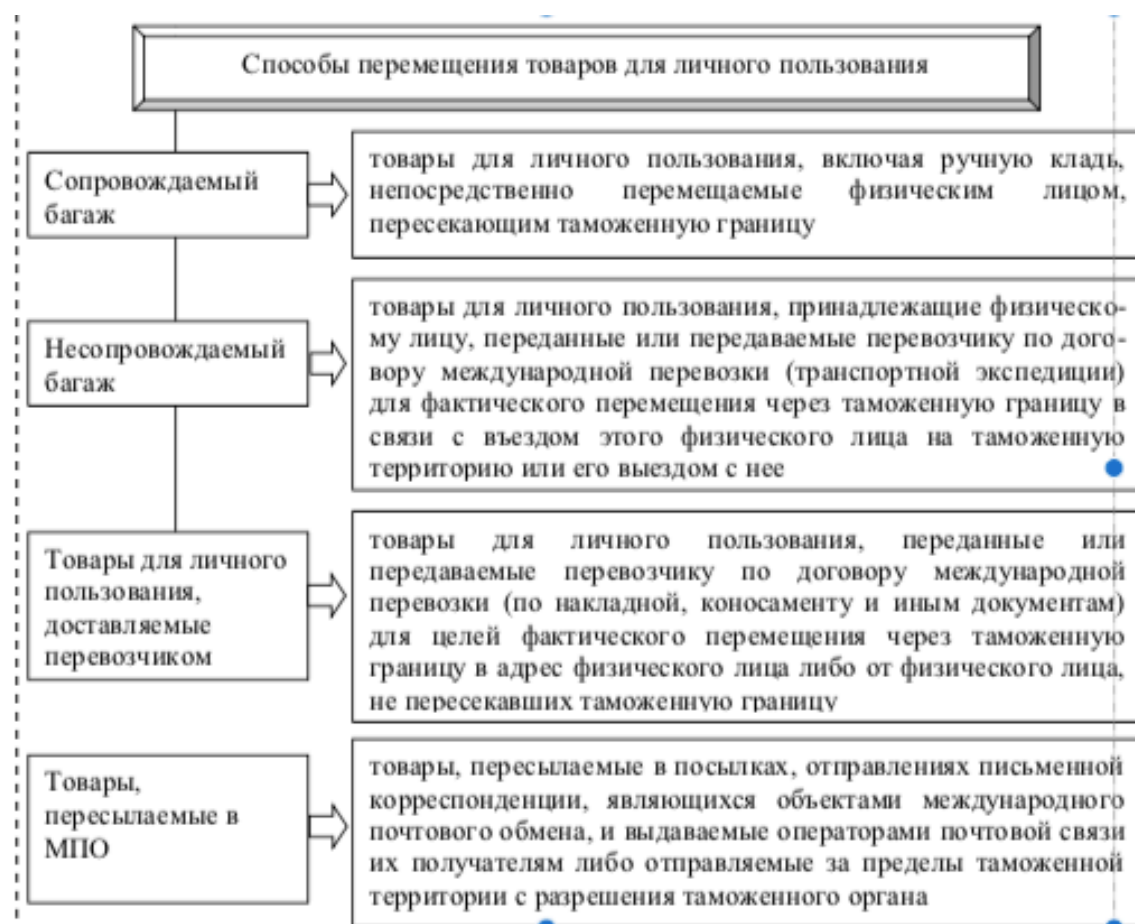 Способы перемещения товаров для личного пользования
Сопровождаемый
багаж
товары для личного пользования, включая ручную кладь,
непосредственно перемещаемые физическим лицом,
пересекающим таможенную границу
Несопровождаемый
багаж
товары для личного пользования, принадлежащие физическо-
му лицу, переданные или передаваемые перевозчику по дого-
вору международной перевозки (транспортной экспедиции)
для фактического перемещения через таможенную границу в
связи с въездом этого физического лица на таможенную
территорию или его выездом с нее
Товары для личного
пользования,
доставляемые
перевозчиком
товары для личного пользования, переданные или
передаваемые перевозчику по договору международной
перевозки (по накладной, коносаменту и иным документам)
для целей фактического перемещения через таможенную
границу в адрес физического лица либо от физического лица,
не пересекавших таможенную границу
Товары,
пересылаемые в
МПО
товары, пересылаемые в посылках, отправлениях письменной
корреспонденции, являющихся объектами международного
почтового обмена, и выдаваемые операторами почтовой связи
их получателям либо отправляемые за пределы таможенной
территории с разрешения таможенного органа